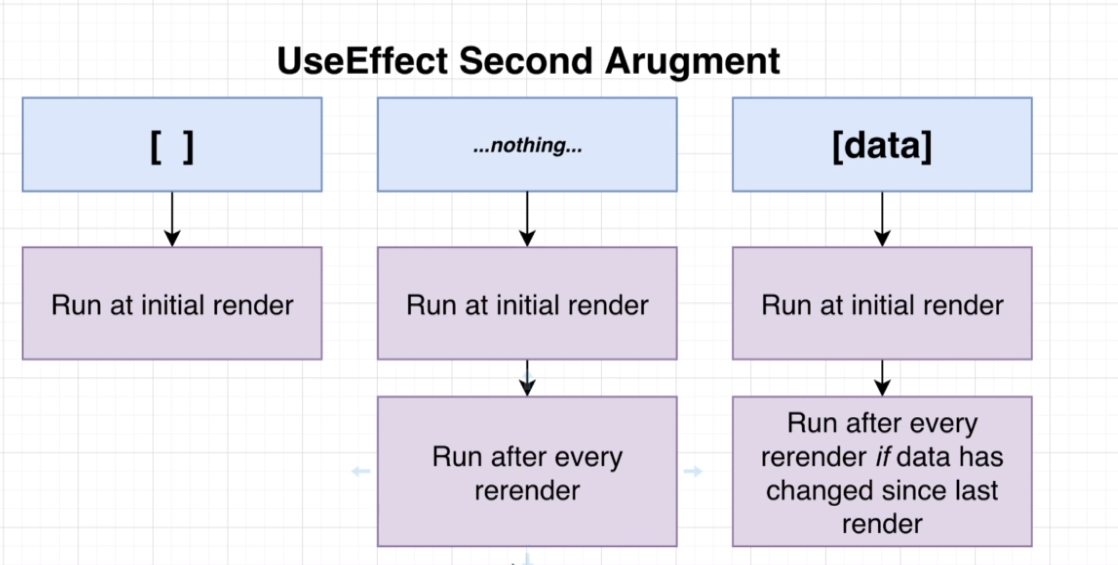 UseEffect Second Arugment
[ ]
...nothing...
[data]
Run at initial render
Run at initial render
Run at initial render
Run after every
rerender
Run after every
rerender if data has
changed since last
render